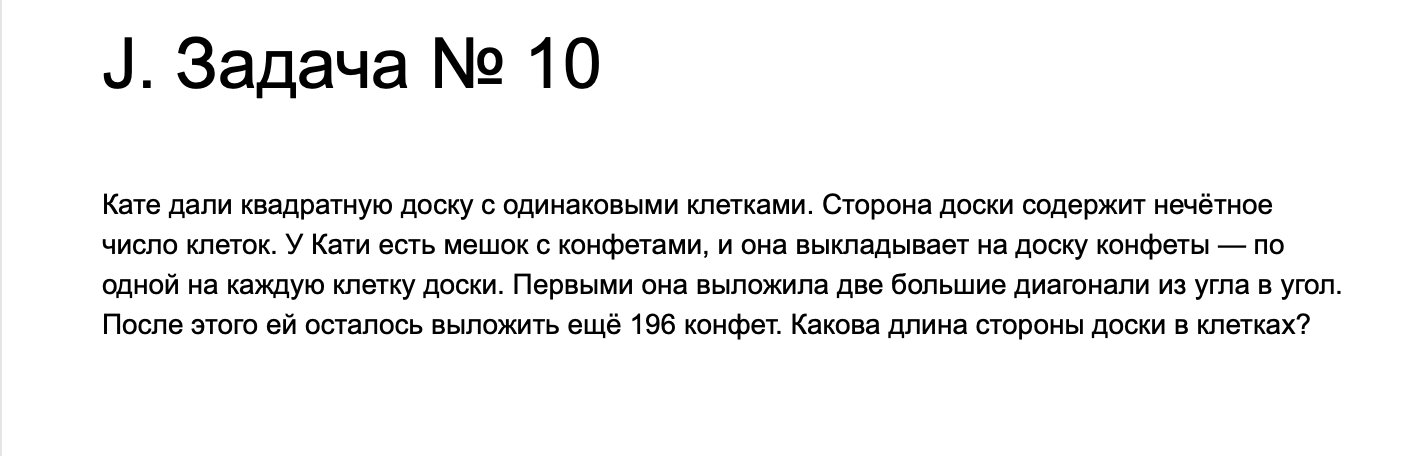 J. Задача № 10
Кате дали квадратную доску с одинаковыми клетками. Сторона доски содержит нечётное
число клеток. У Кати есть мешок с конфетами, и она выкладывает на доску конфеты — по
одной на каждую клетку доски. Первыми она выложила две большие диагонали из угла в угол.
После этого ей осталось выложить ещё 196 конфет. Какова длина стороны доски в клетках?